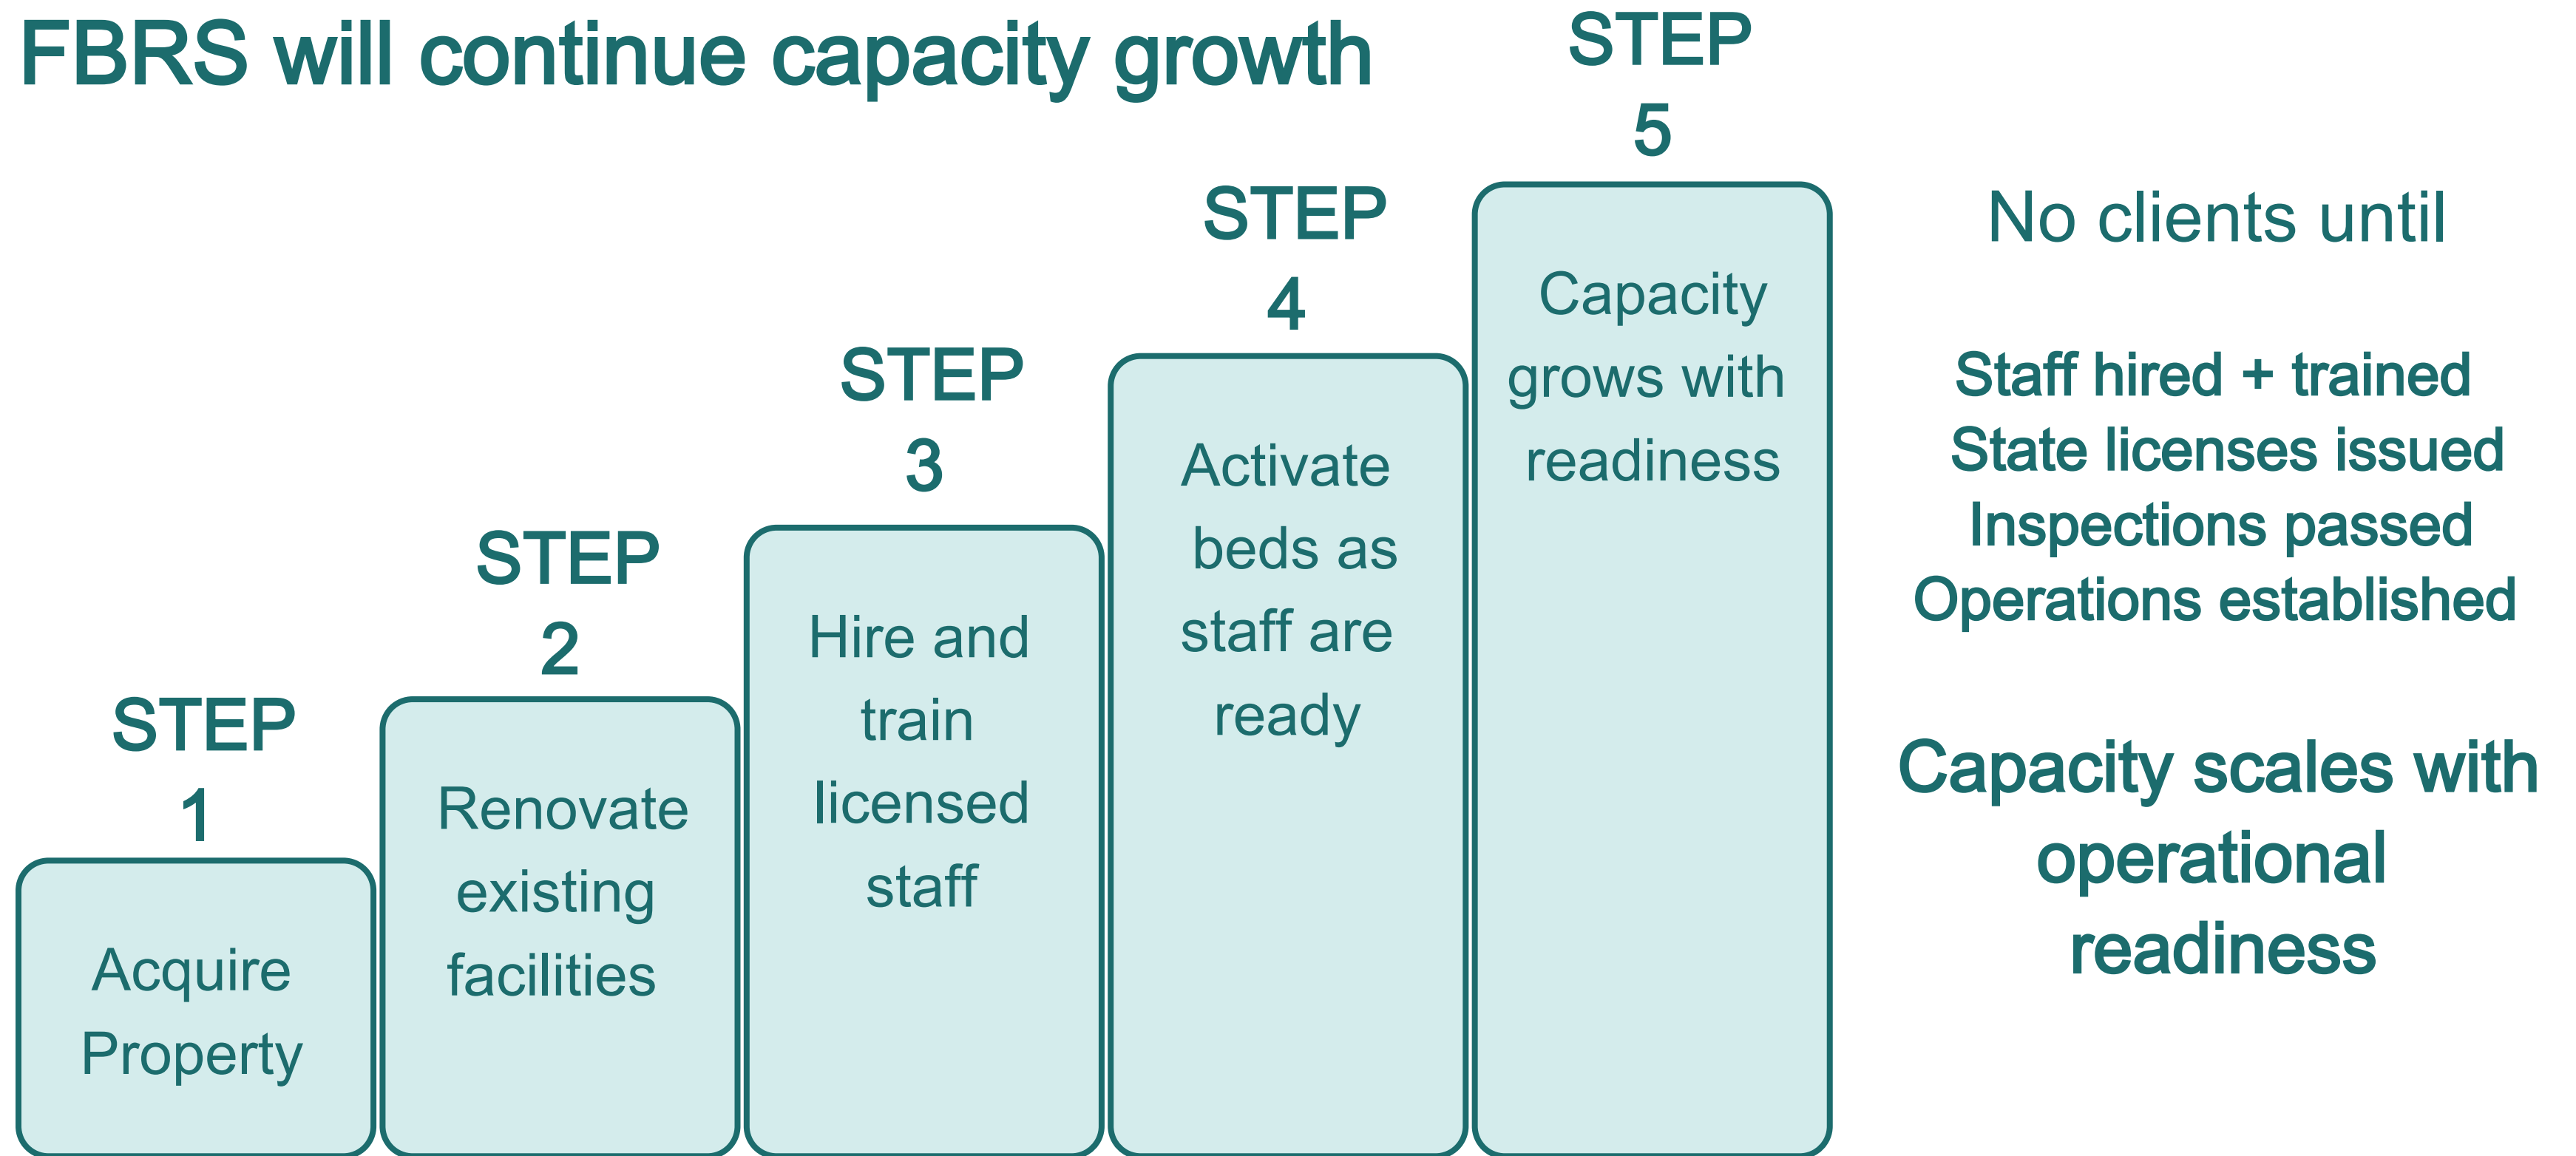 FBRS will continue capacity growth
STEP
1
Acquire
Property
STEP
2
Renovate
existing
facilities
STEP
3
Hire and
train
licensed
staff
STEP
4
Activate
beds as
staff are
ready
STEP
5
Capacity
grows with
readiness
No clients until
Staff hired + trained
State licenses issued
Inspections passed
Operations established
Capacity scales with
operational
readiness